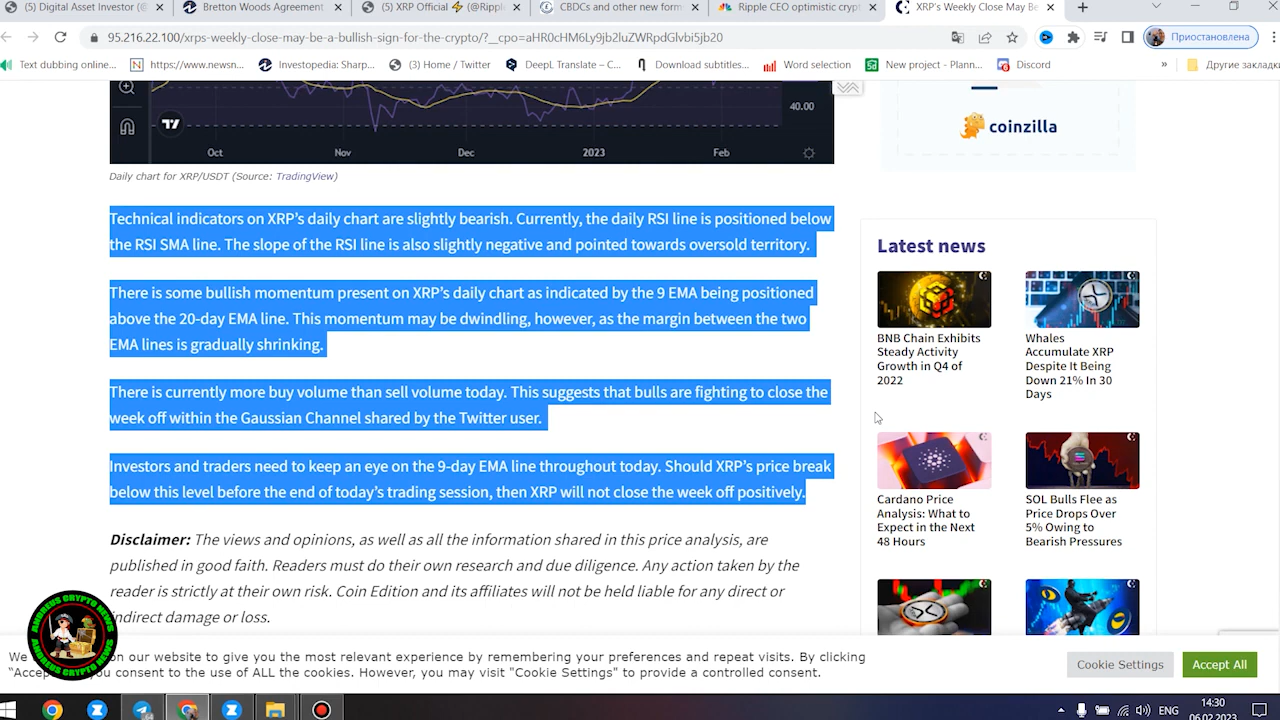 (5) Digital Asset Investor (@
Bretton Woods Agreement
(5) XRP Official ⚡ (@Ripple
CBDCs and other new form
Ripple CEO optimistic crypt
XRP's Weekly Close May Be
95.216.22.100/xrps-weekly-close-may-be-a-bullish-sign-for-the-crypto/?__cpo=aHR0cHM6Ly9jb2luZWRpdGlvbi5jb20
Приостановлена
Text dubbing online...
https://www.newsn...
Investopedia: Sharp...
(3) Home / Twitter
DeepL Translate – C...
Download subtitles...
Word selection
New project - Plann...
Discord
»
Другие закладки
40.00
Oct
Nov
Dec
2023
Feb
Daily chart for XRP/USDT (Source: TradingView)
Technical indicators on XRP's daily chart are slightly bearish. Currently, the daily RSI line is positioned below
the RSI SMA line. The slope of the RSI line is also slightly negative and pointed towards oversold territory.
There is some bullish momentum present on XRP's daily chart as indicated by the 9 EMA being positioned
above the 20-day EMA line. This momentum may be dwindling, however, as the margin between the two
EMA lines is gradually shrinking.
There is currently more buy volume than sell volume today. This suggests that bulls are fighting to close the
week off within the Gaussian Channel shared by the Twitter user.
Investors and traders need to keep an eye on the 9-day EMA line throughout today. Should XRP's price break
below this level before the end of today's trading session, then XRP will not close the week off positively.
Disclaimer: The views and opinions, as well as all the information shared in this price analysis, are
published in good faith. Readers must do their own research and due diligence. Any action taken by the
reader is strictly at their own risk. Coin Edition and its affiliates will not be held liable for any direct or
indirect damage or loss.
coinzilla
Latest news
BNB Chain Exhibits
Steady Activity
Growth in Q4 of
2022
Whales
Accumulate XRP
Despite It Being
Down 21% In 30
Days
Cardano Price
Analysis: What to
Expect in the Next
48 Hours
SOL Bulls Flee as
Price Drops Over
5% Owing to
Bearish Pressures
ANDREUS CRYPTO NEWS
ANDREUS CRYPTO NEWS
on our website to give you the most relevant experience by remembering your preferences and repeat visits. By clicking
you consent to the use of ALL the cookies. However, you may visit "Cookie Settings" to provide a controlled consent.
Cookie Settings
Accept All
ENG
14:30
06.02.2023